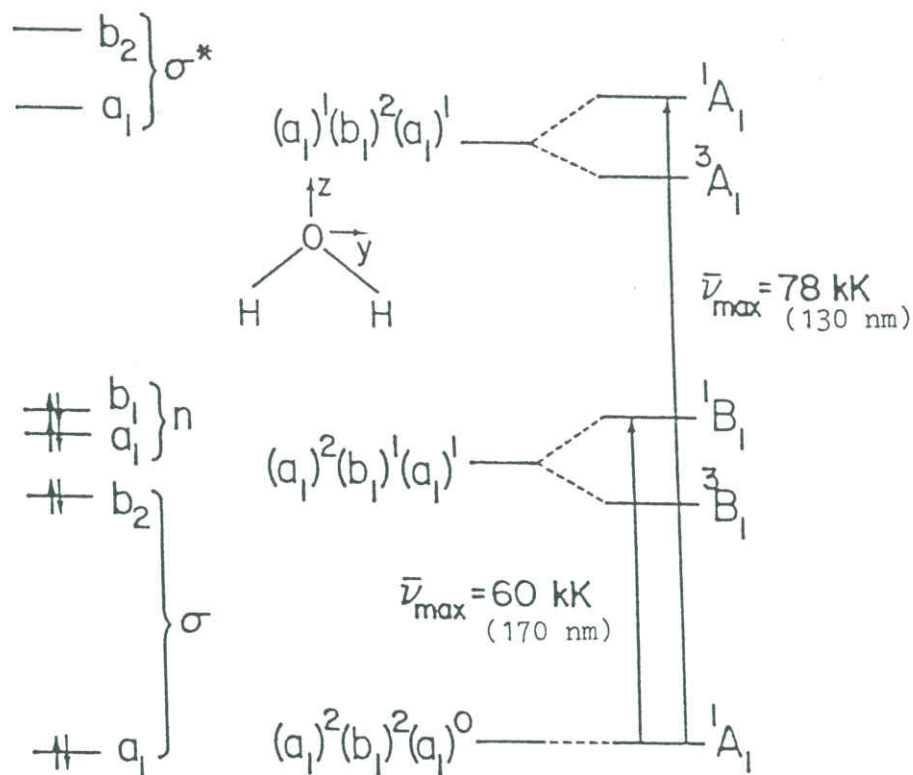 b₂
σ*
a₁
(a₁)¹(b₁)²(a₁)¹
¹A₁
³A₁
z
O
y
H H
ν̄max = 78 kK
(130 nm)
b₁
n
a₁
b₂
σ
a₁
(a₁)²(b₁)¹(a₁)¹
¹B₁
³B₁
ν̄max = 60 kK
(170 nm)
(a₁)²(b₁)²(a₁)⁰
¹A₁